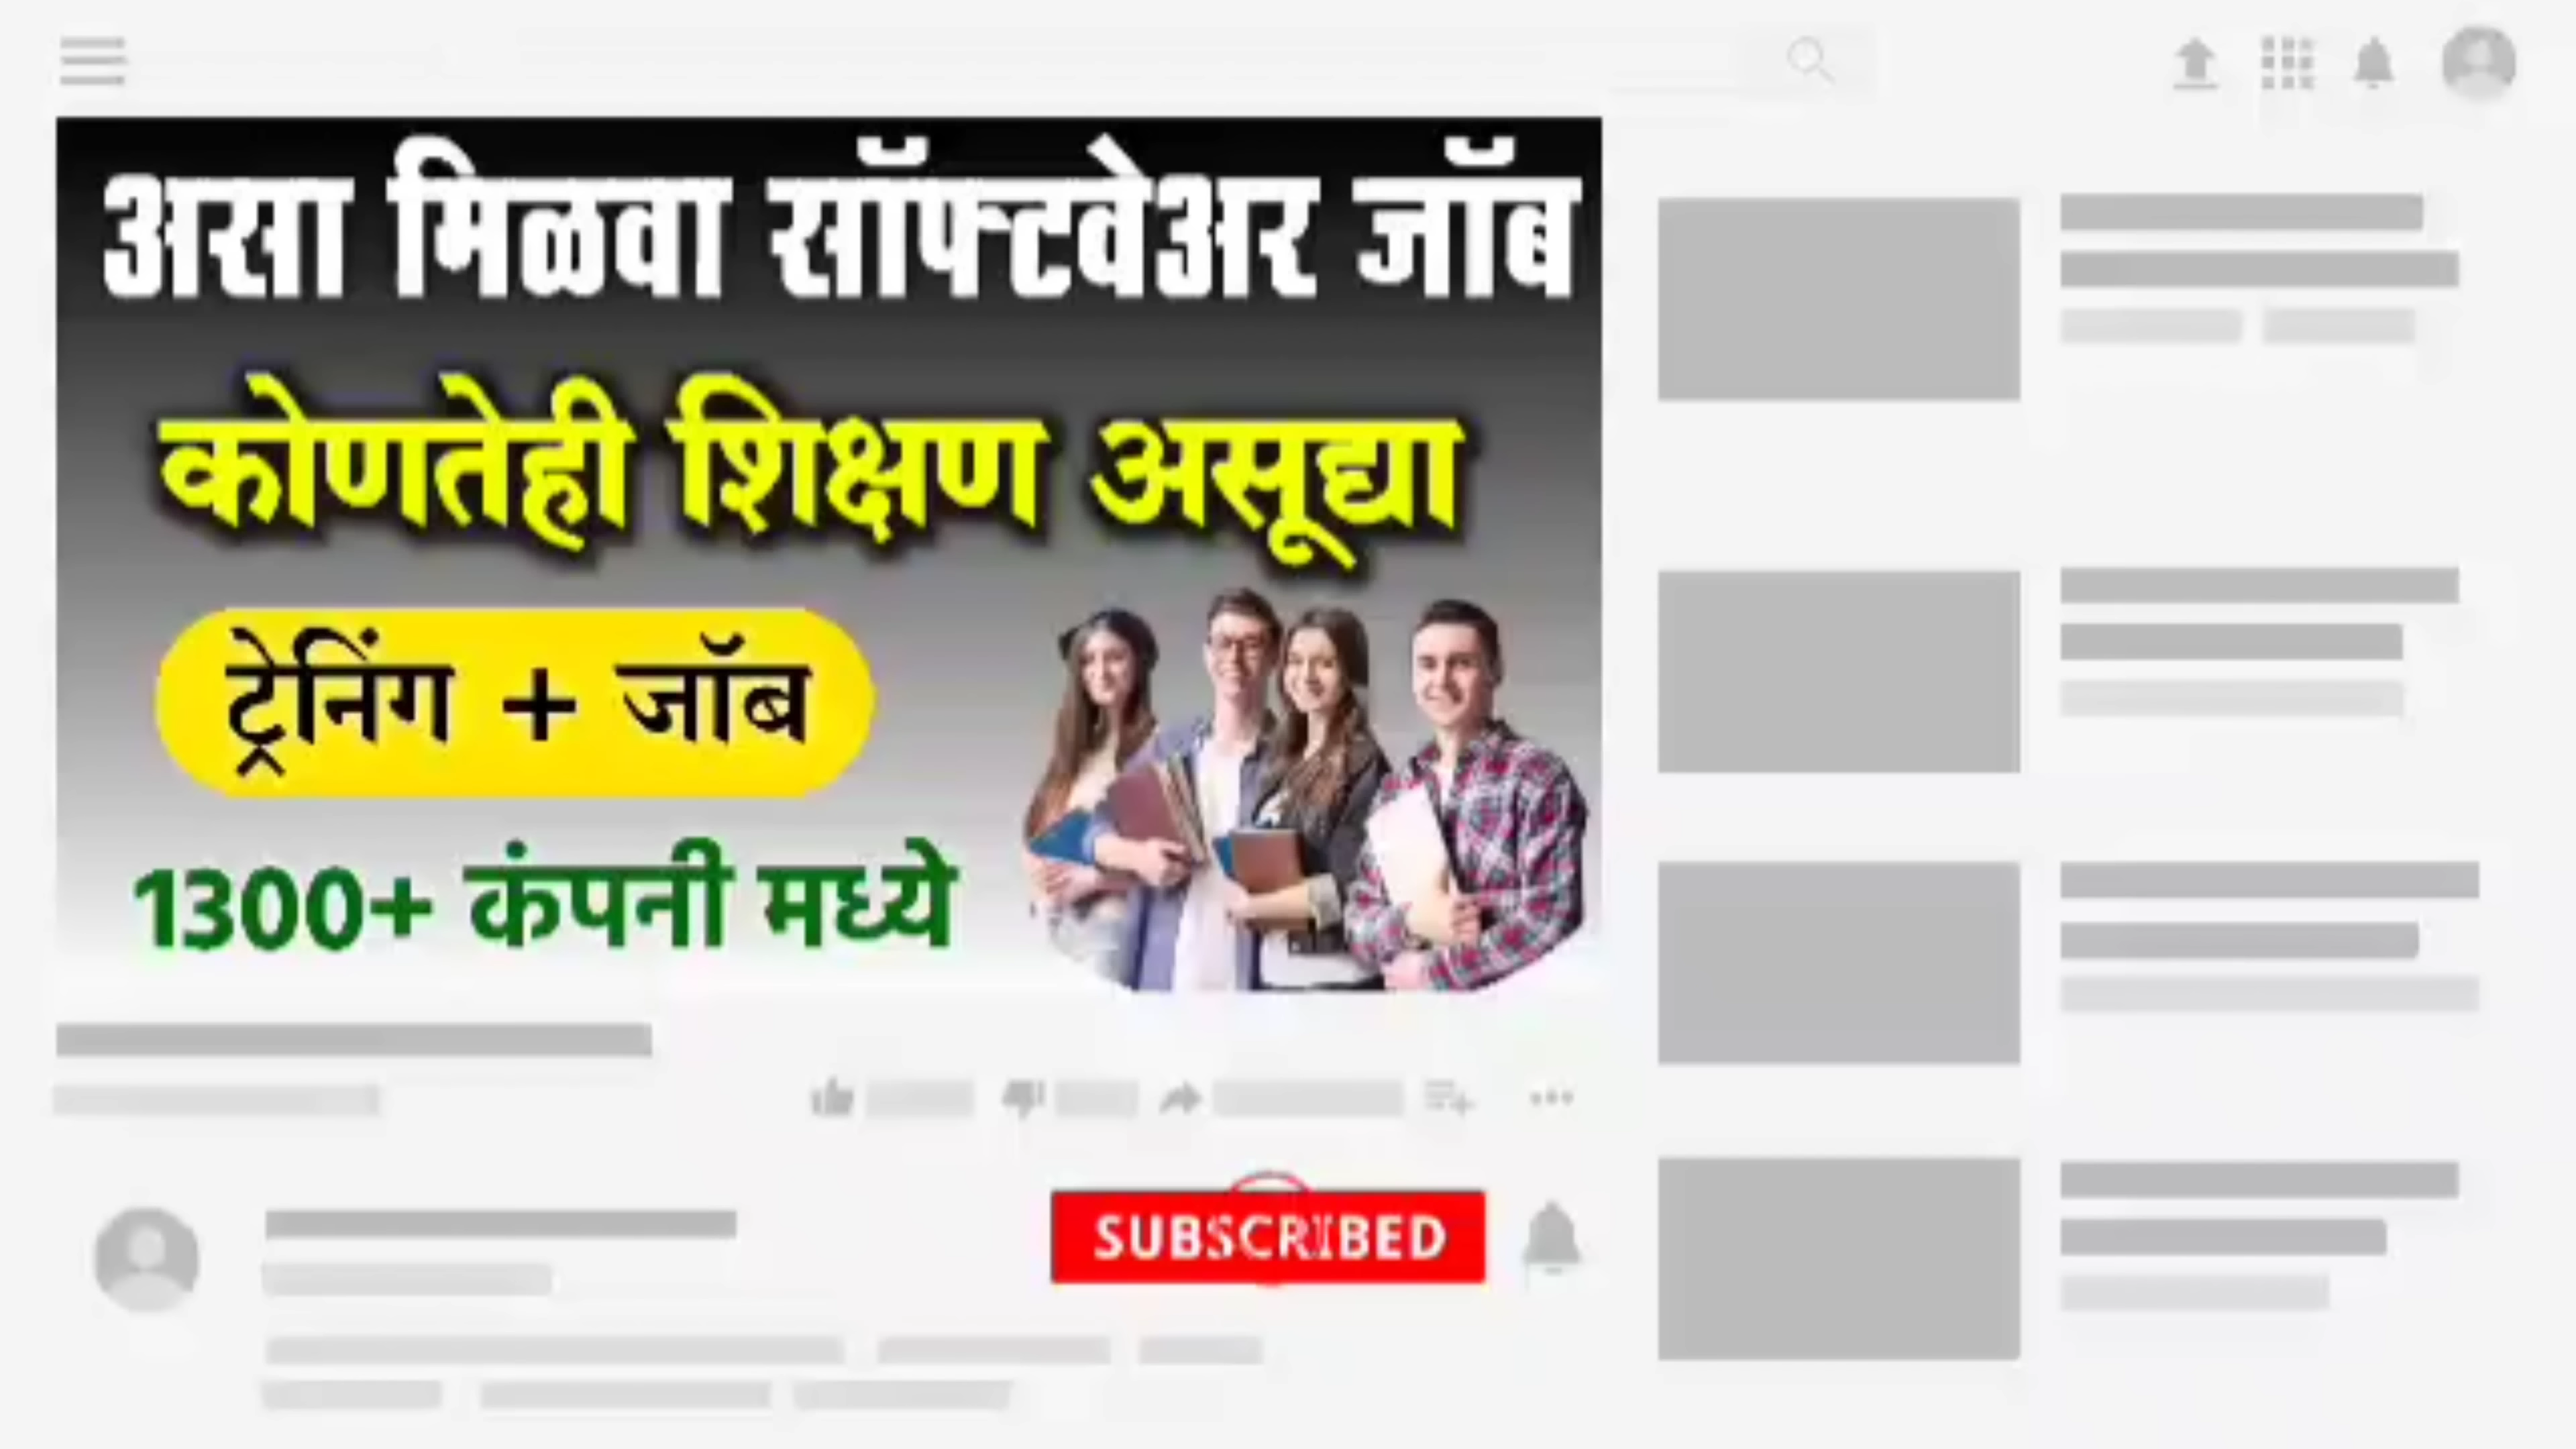 असा मिळवा सॉफ्टवेअर जॉब
कोणतेही शिक्षण असूद्या
ट्रेनिंग + जॉब
1300+ कंपनी मध्ये
SUBSCRIBED